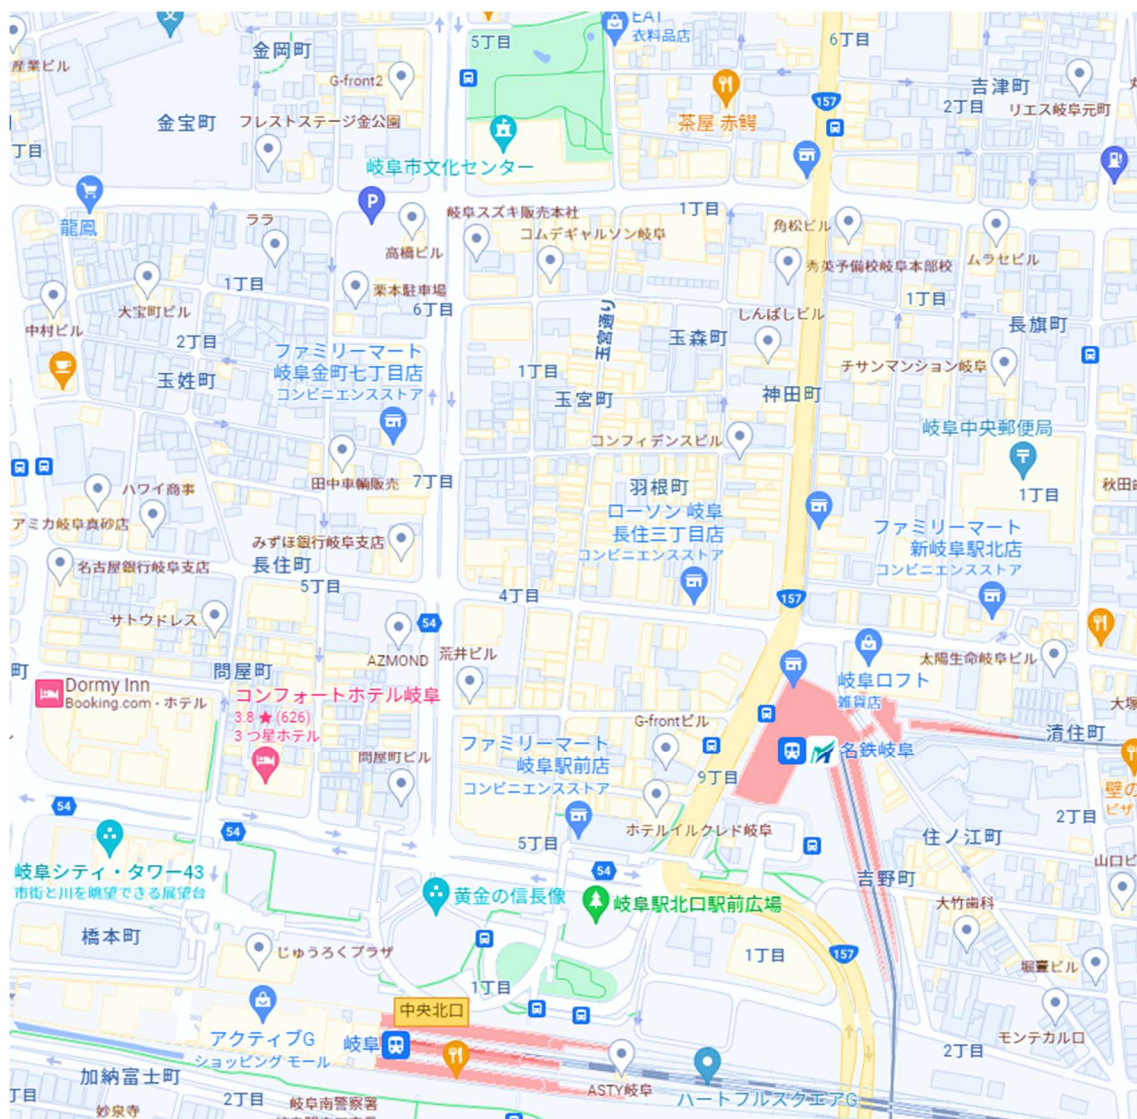 EAT
衣料品店
5丁目
6丁目
金岡町
産業ビル
G-front2
吉津町
2丁目
リエス岐阜元町
157
茶屋 赤鰐
金宝町
フレストステージ金公園
丁目
岐阜市文化センター
龍鳳
ララ
P
高橋ビル
岐阜スズキ販売本社
コムデギャルソン岐阜
1丁目
角松ビル
秀英予備校岐阜本部校
ムラセビル
1丁目
栗本駐車場
6丁目
大宝町ビル
中村ビル
玉宮通り
しんばしビル
玉森町
1丁目
長旗町
2丁目
ファミリーマート
岐阜金町七丁目店
コンビニエンスストア
玉姓町
1丁目
玉宮町
神田町
チサンマンション岐阜
コンフィデンスビル
岐阜中央郵便局
1丁目
田中車輌販売
7丁目
羽根町
ローソン 岐阜
長住三丁目店
コンビニエンスストア
ハワイ商事
アミカ岐阜真砂店
秋田
ファミリーマート
新岐阜駅北店
コンビニエンスストア
みずほ銀行岐阜支店
名古屋銀行岐阜支店
長住町
5丁目
4丁目
157
54
サトウドレス
AZMOND
荒井ビル
太陽生命岐阜ビル
岐阜ロフト
雑貨店
町
問屋町
Dormy Inn
Booking.com・ホテル
コンフォートホテル岐阜
3.8 ★ (626)
3 つ星ホテル
G-frontビル
大塚
清住町
ファミリーマート
岐阜駅前店
コンビニエンスストア
問屋町ビル
名鉄岐阜
9丁目
壁の
ピザ
54
54
ホテルイルクレド岐阜
2丁目
住ノ江町
5丁目
54
岐阜シティ・タワー43
市街と川を眺望できる展望台
黄金の信長像
岐阜駅北口駅前広場
吉野町
山口ビ
大竹歯科
橋本町
じゅうろくプラザ
1丁目
157
堀豊ビル
1丁目
中央北口
アクティブG
ショッピング モール
岐阜
モンテカルロ
2丁目
加納富士町
ASTY岐阜
ハートフルスクエアG
丁目
2丁目
岐阜南警察署
妙泉寺